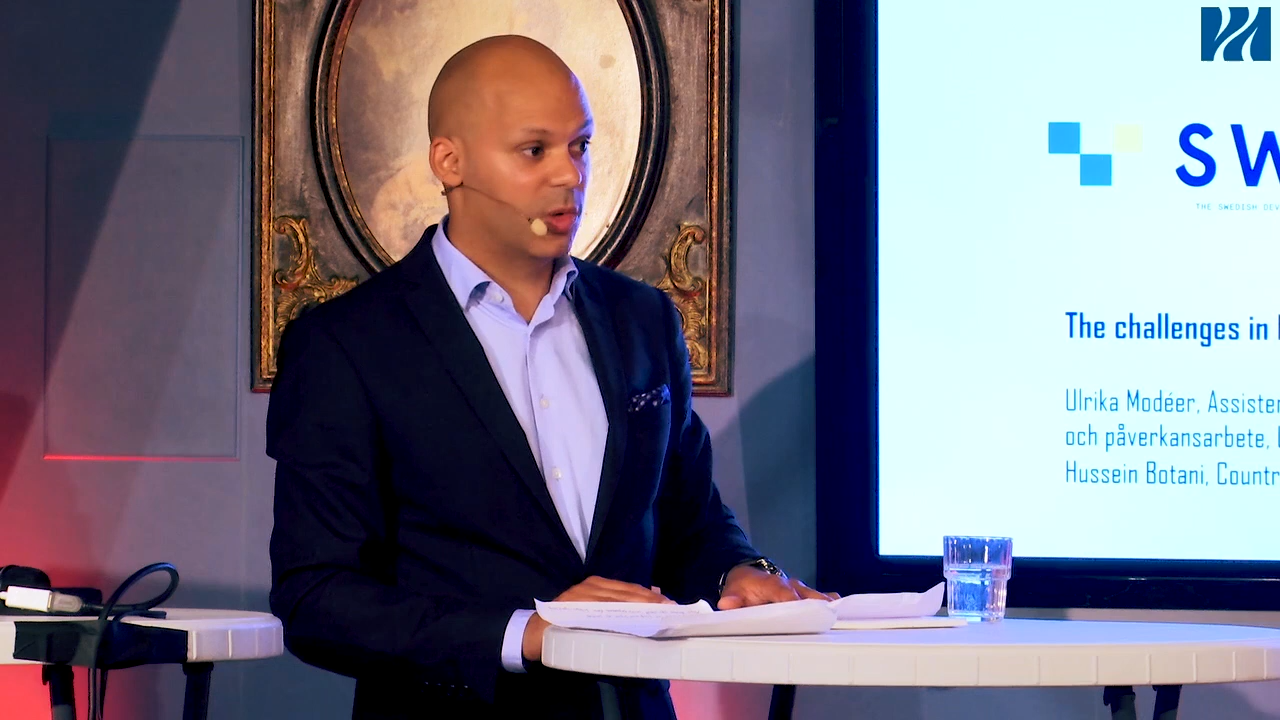 SW
THE SWEDISH DEV
The challenges in
Ulrika Modéer, Assisten
och påverkansarbete,
Hussein Botani, Countr